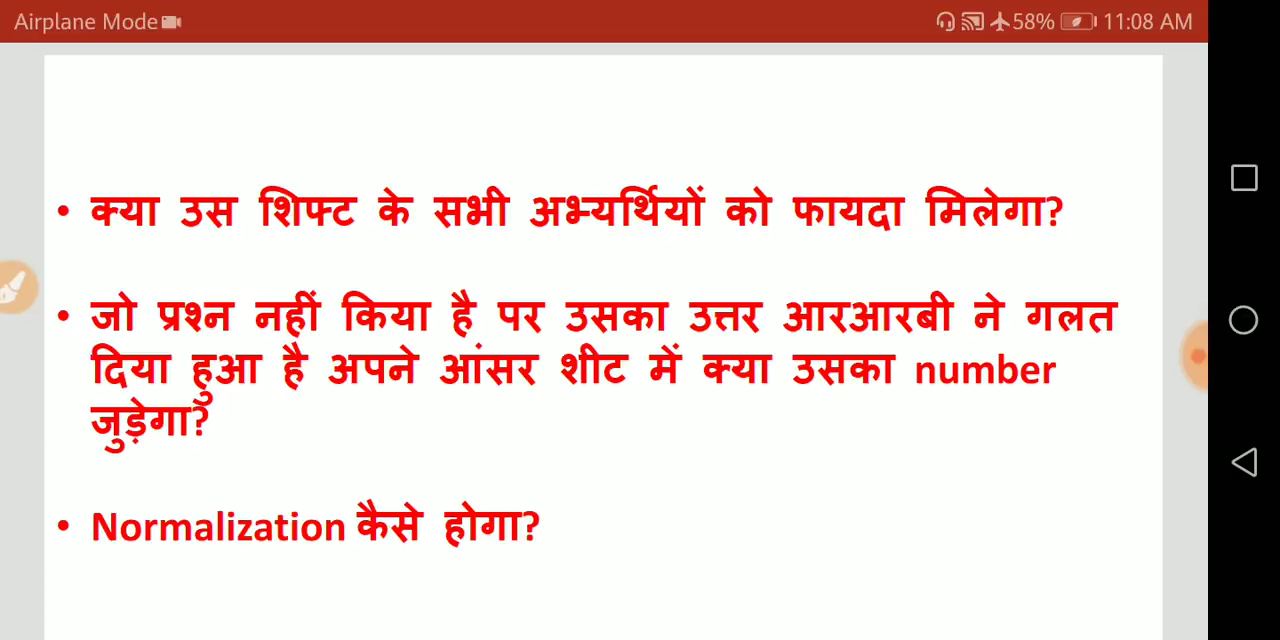 Airplane Mode 58% 11:08 AM
• क्या उस शिफ्ट के सभी अभ्यर्थियों को फायदा मिलेगा?
• जो प्रश्न नहीं किया है पर उसका उत्तर आरआरबी ने गलत
दिया हुआ है अपने आंसर शीट में क्या उसका number
जुड़ेगा?
• Normalization कैसे होगा?